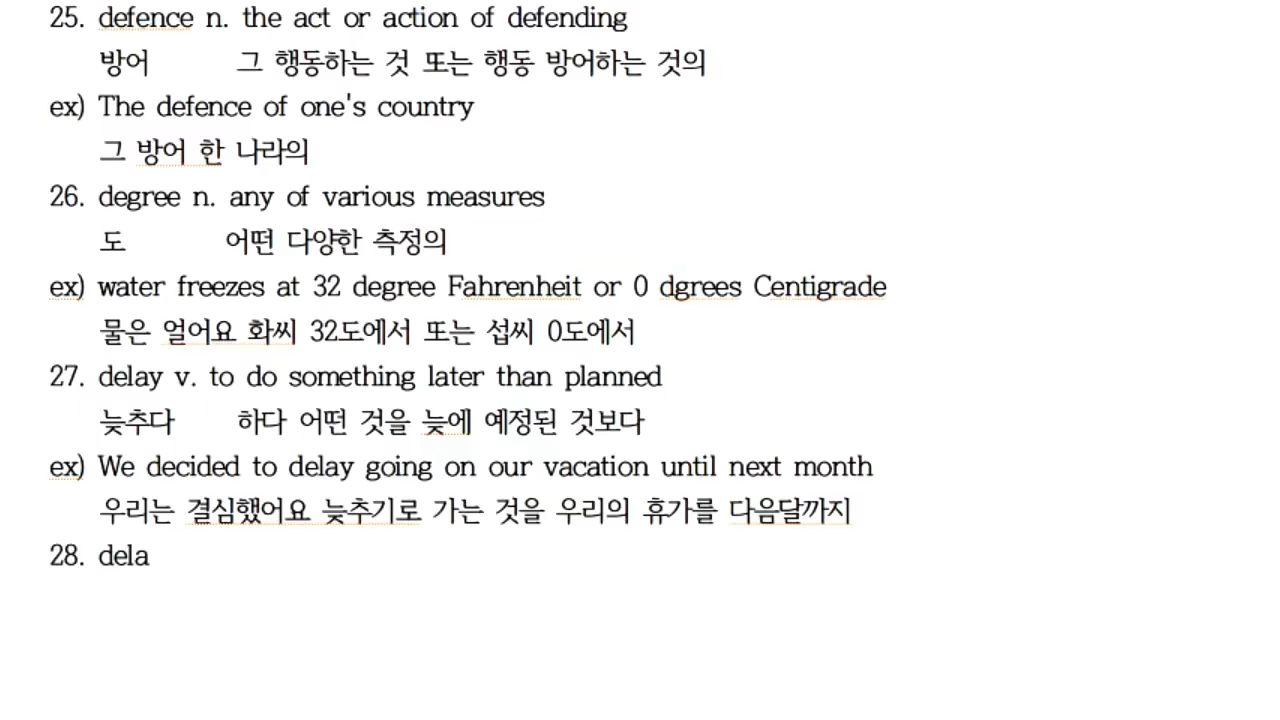 25. defence n. the act or action of defending
방어 그 행동하는 것 또는 행동 방어하는 것의
ex) The defence of one's country
그 방어 한 나라의
26. degree n. any of various measures
도 어떤 다양한 측정의
ex) water freezes at 32 degree Fahrenheit or 0 dgrees Centigrade
물은 얼어요 화씨 32도에서 또는 섭씨 0도에서
27. delay v. to do something later than planned
늦추다 하다 어떤 것을 늦에 예정된 것보다
ex) We decided to delay going on our vacation until next month
우리는 결심했어요 늦추기로 가는 것을 우리의 휴가를 다음달까지
28. dela